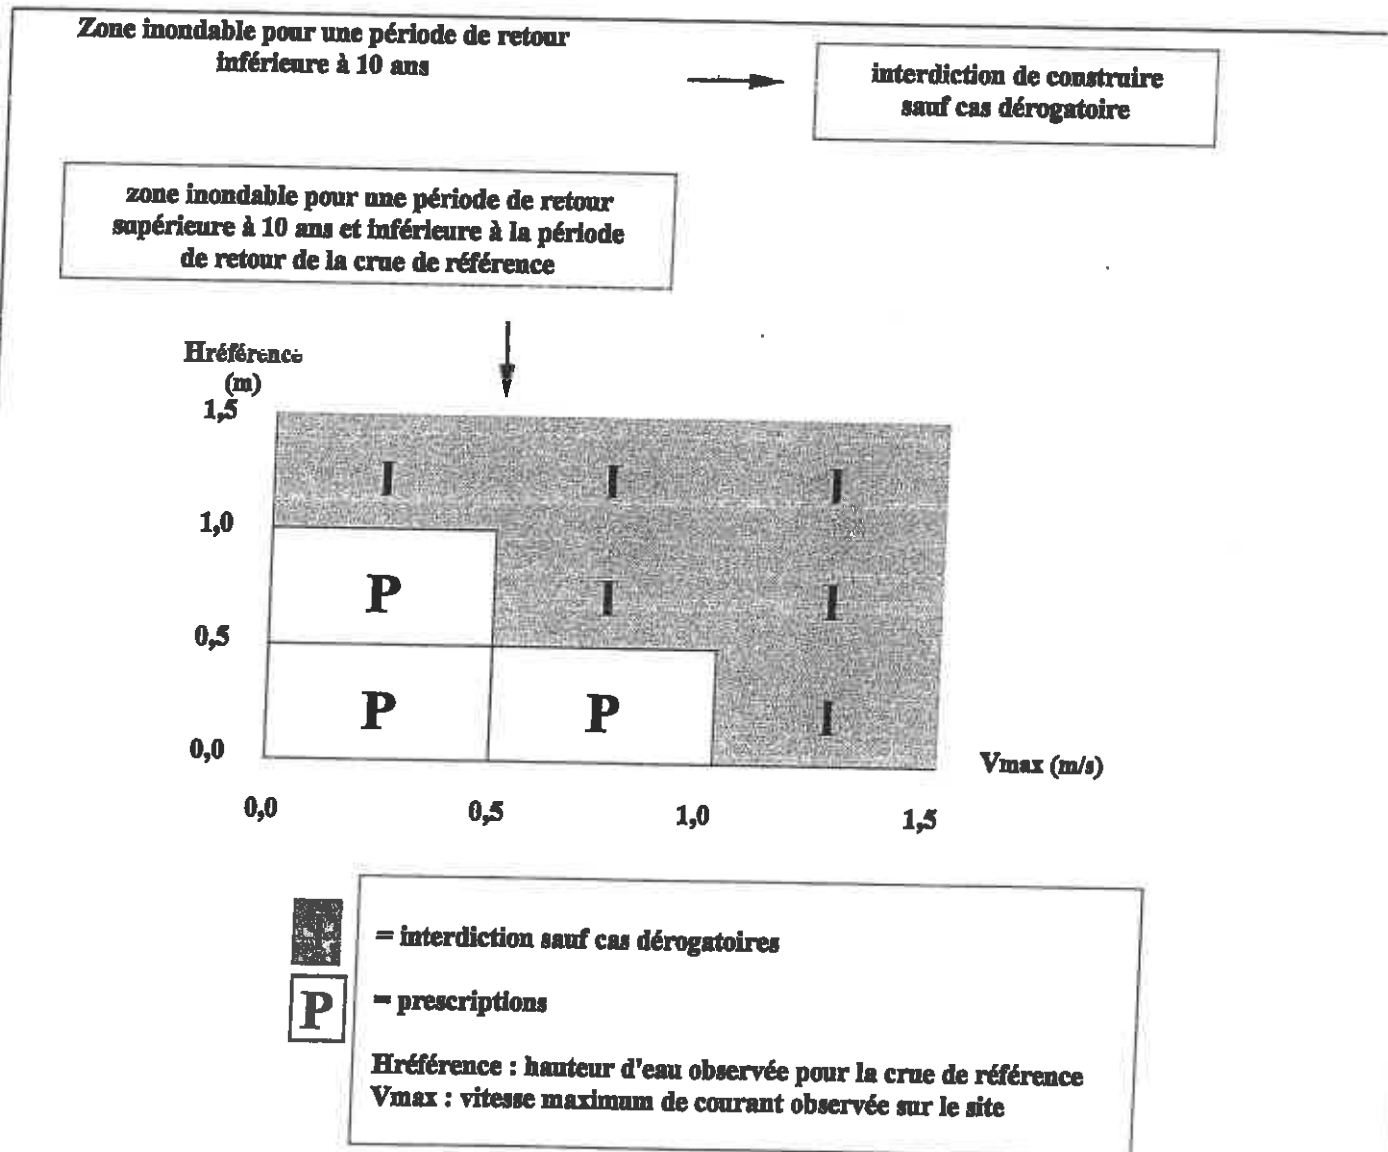 Zone inondable pour une période de retour
inférieure à 10 ans
interdiction de construire
sauf cas dérogatoire
zone inondable pour une période de retour
supérieure à 10 ans et inférieure à la période
de retour de la crue de référence
Hréférence
(m)
1,5
I I I
1,0
P I I
0,5
P P I
0,0
Vmax (m/s)
0,0 0,5 1,0 1,5
I = interdiction sauf cas dérogatoires
P = prescriptions
Hréférence : hauteur d'eau observée pour la crue de référence
Vmax : vitesse maximum de courant observée sur le site